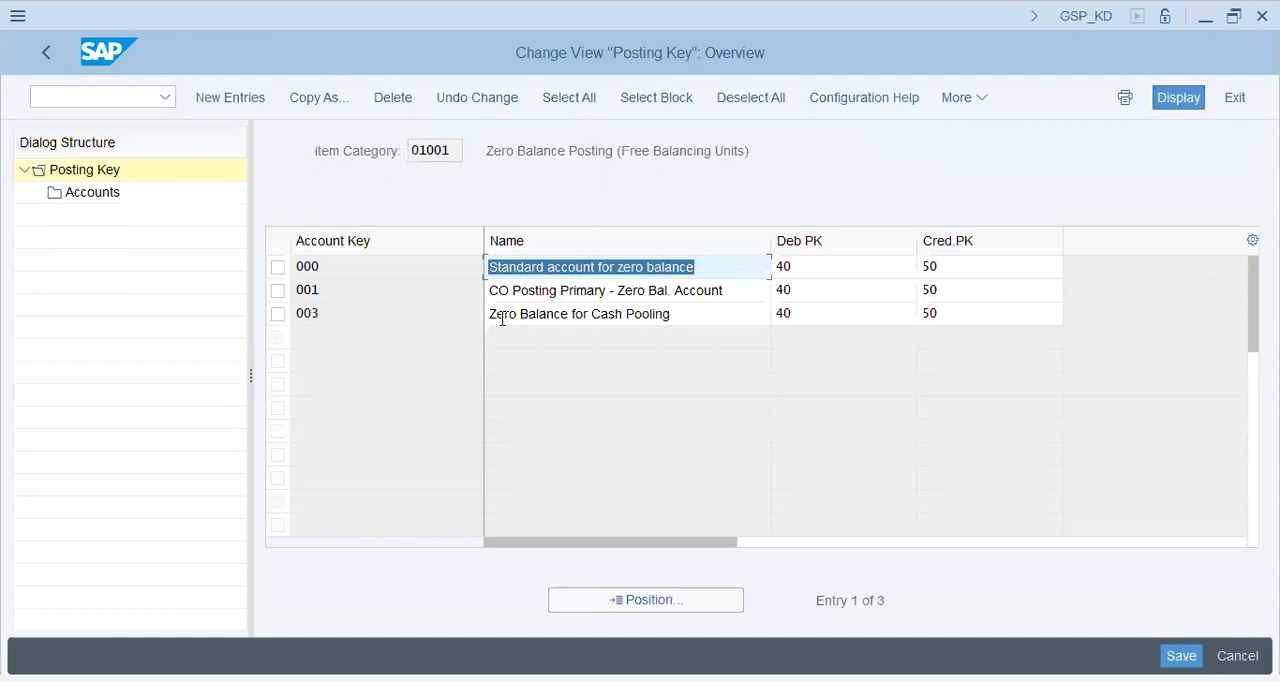 GSP_KD
SAP
Change View "Posting Key": Overview
New Entries Copy As... Delete Undo Change Select All Select Block Deselect All Configuration Help More Display Exit
Dialog Structure
Posting Key
Accounts
item Category: 01001 Zero Balance Posting (Free Balancing Units)
Account Key Name Deb PK Cred.PK
000 Standard account for zero balance 40 50
001 CO Posting Primary - Zero Bal. Account 40 50
003 Zero Balance for Cash Pooling 40 50
Position... Entry 1 of 3
Save Cancel